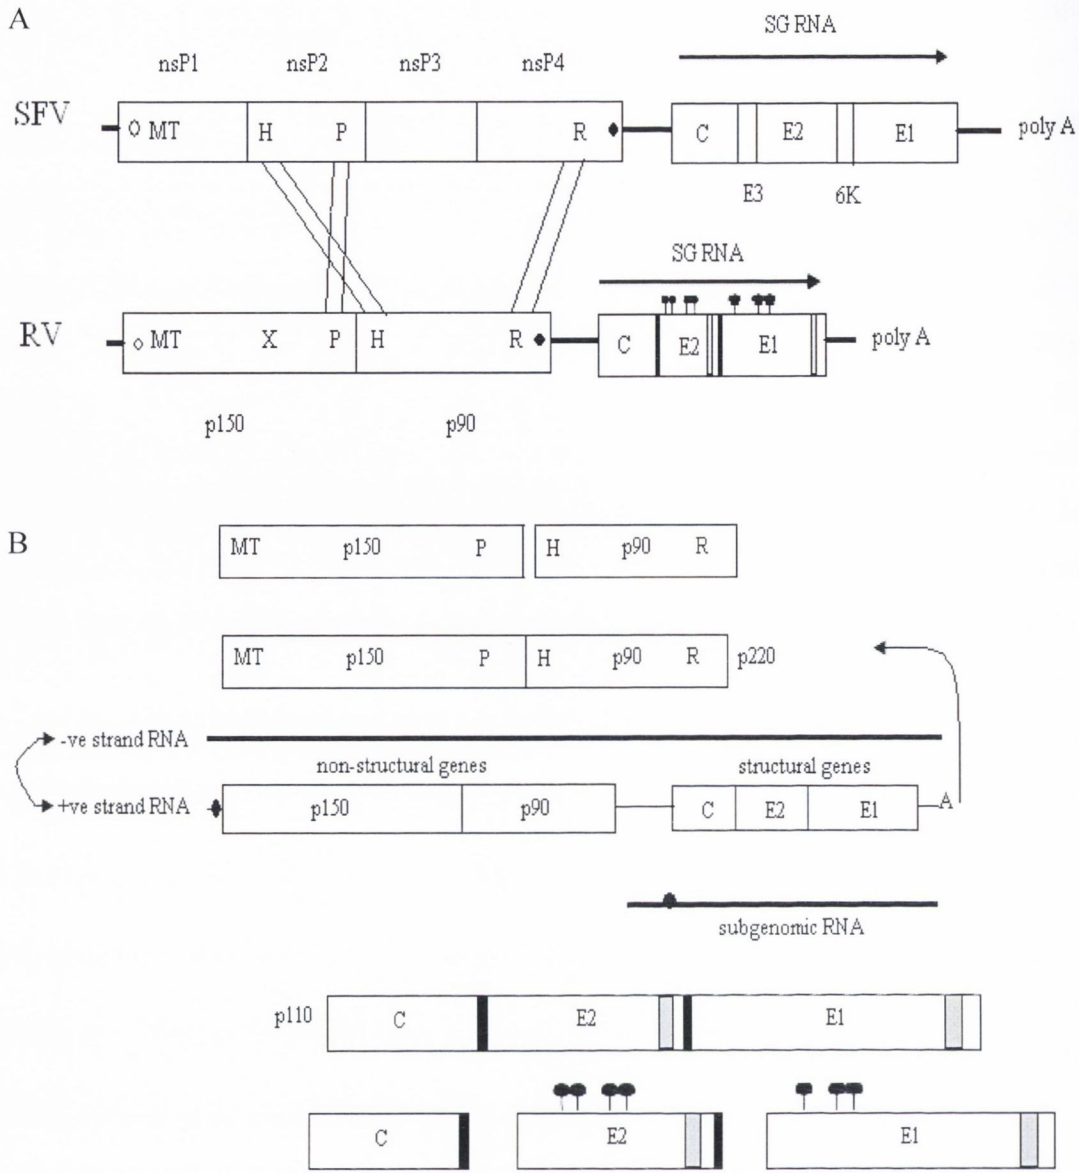 A
SG RNA
nsP1 nsP2 nsP3 nsP4
SFV
MT H P R C E2 E1 poly A
E3 6K
SG RNA
RV
MT X P H R C E2 E1 poly A
p150 p90
B
MT p150 P H p90 R
MT p150 P H p90 R p220
-ve strand RNA
non-structural genes structural genes
+ve strand RNA p150 p90 C E2 E1 A
subgenomic RNA
p110 C E2 E1
C E2 E1